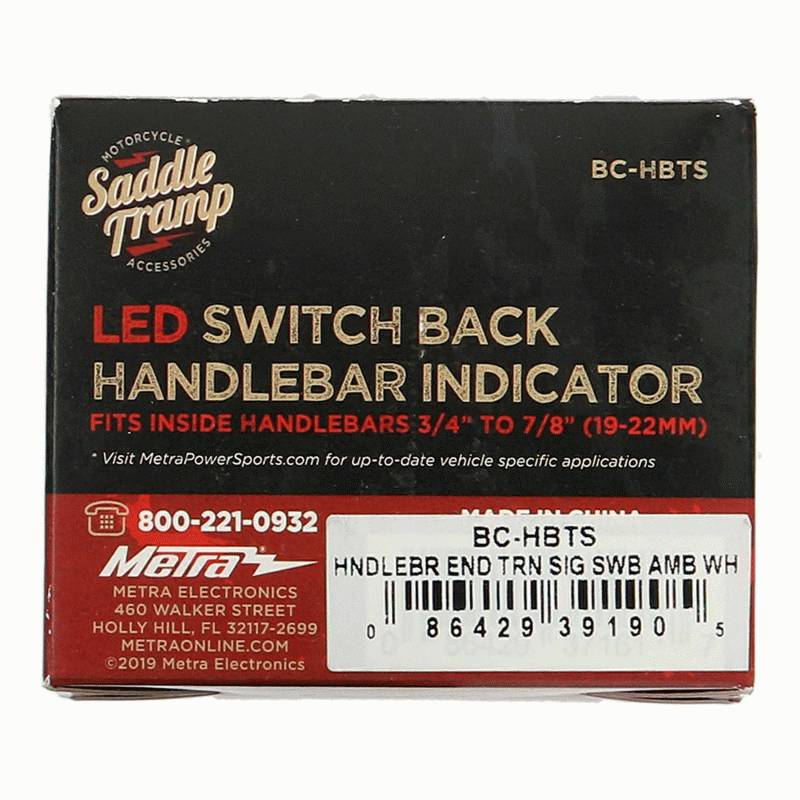 MOTORCYCLE
Saddle
Tramp
ACCESSORIES
BC-HBTS
LED SWITCH BACK
HANDLEBAR INDICATOR
FITS INSIDE HANDLEBARS 3/4" TO 7/8" (19-22MM)
* Visit MetraPowerSports.com for up-to-date vehicle specific applications
800-221-0932
MADE IN CHINA
Metra
METRA ELECTRONICS
460 WALKER STREET
HOLLY HILL, FL 32117-2699
METRAONLINE.COM
©2019 Metra Electronics
BC-HBTS
HNDLEBR END TRN SIG SWB AMB WH
0 86429 39190 5